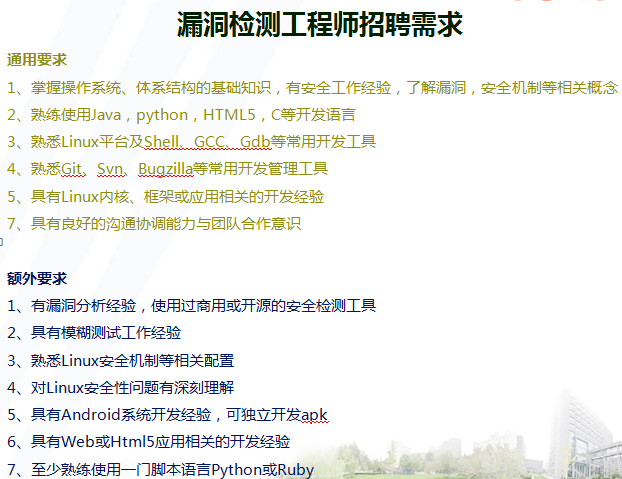 漏洞检测工程师招聘需求
通用要求
1、掌握操作系统、体系结构的基础知识，有安全工作经验，了解漏洞，安全机制等相关概念
2、熟练使用Java，python，HTML5，C等开发语言
3、熟悉Linux平台及Shell、GCC、Gdb等常用开发工具
4、熟悉Git、Svn、Bugzilla等常用开发管理工具
5、具有Linux内核、框架或应用相关的开发经验
7、具有良好的沟通协调能力与团队合作意识
额外要求
1、有漏洞分析经验，使用过商用或开源的安全检测工具
2、具有模糊测试工作经验
3、熟悉Linux安全机制等相关配置
4、对Linux安全性问题有深刻理解
5、具有Android系统开发经验，可独立开发apk
6、具有Web或Html5应用相关的开发经验
7、至少熟练使用一门脚本语言Python或Ruby